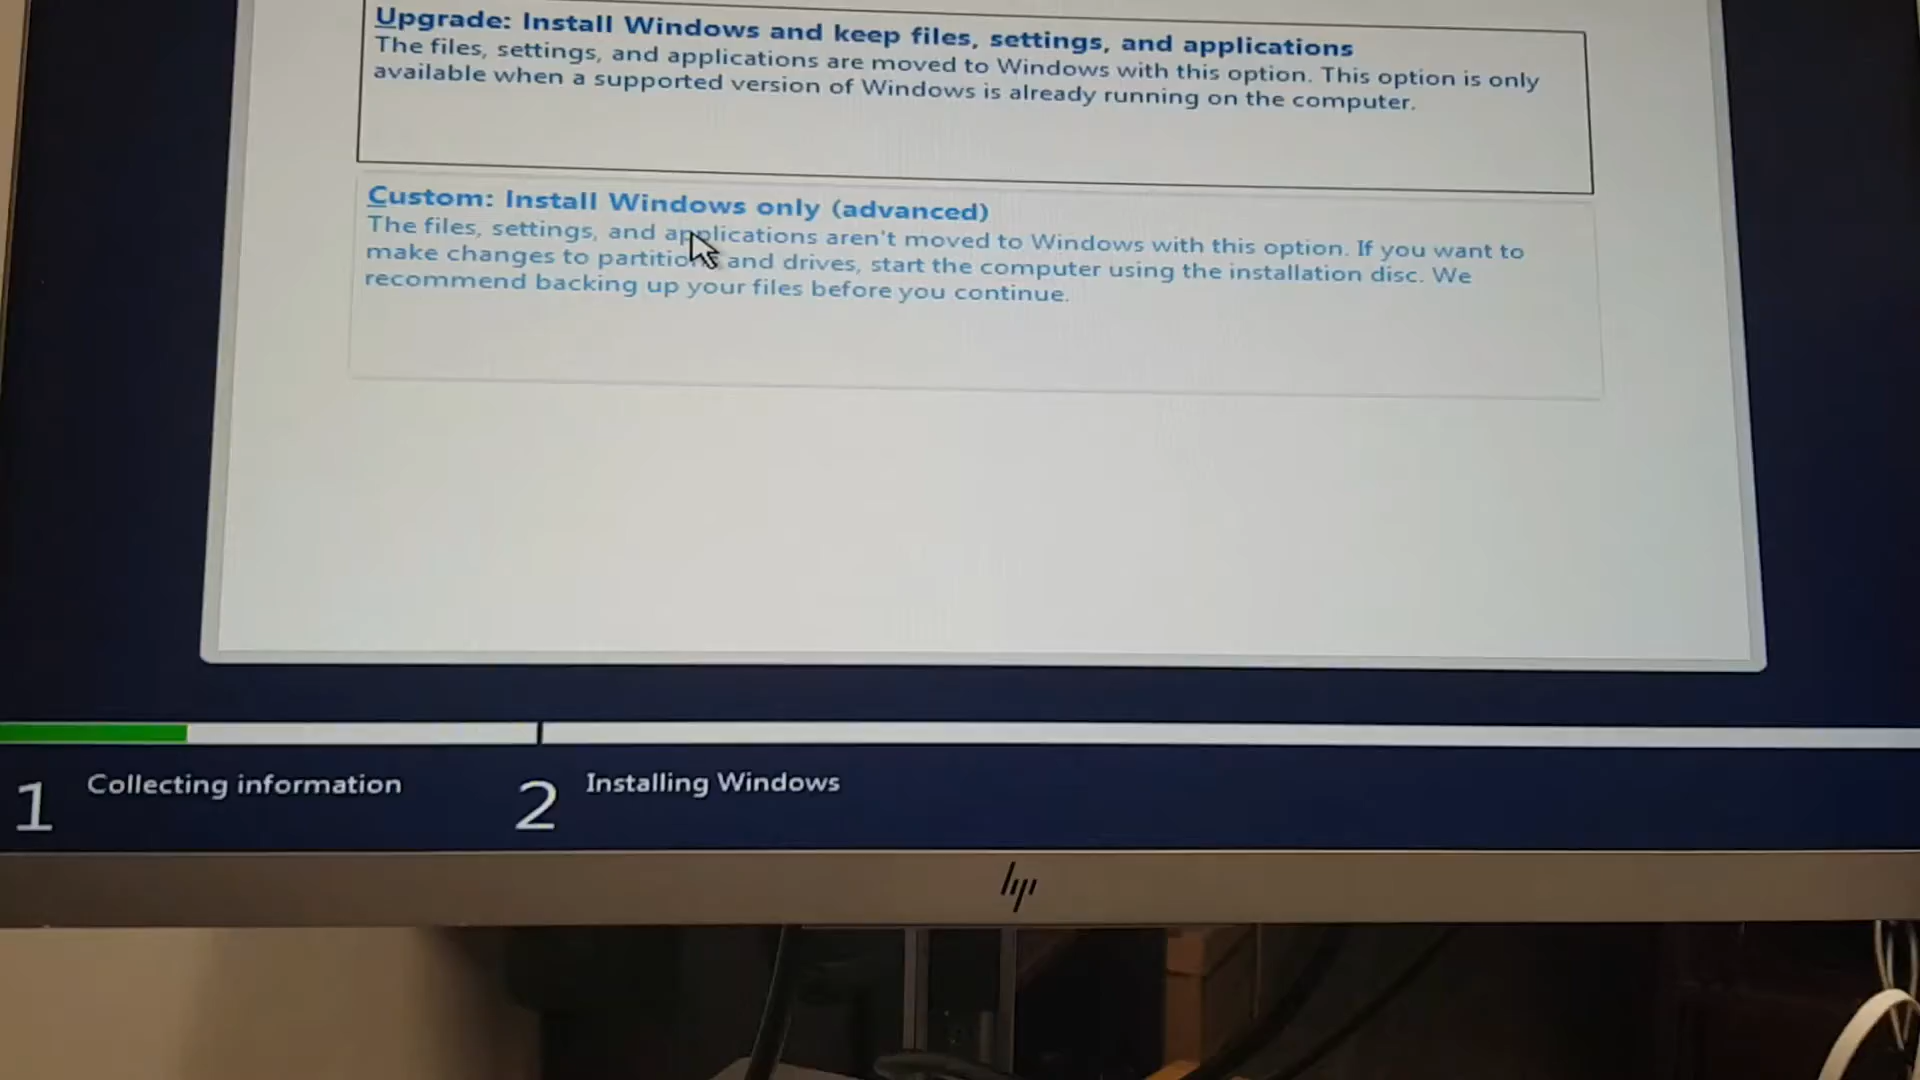 Upgrade: Install Windows and keep files, settings, and applications
The files, settings, and applications are moved to Windows with this option. This option is only
available when a supported version of Windows is already running on the computer.
Custom: Install Windows only (advanced)
The files, settings, and applications aren't moved to Windows with this option. If you want to
make changes to partitions and drives, start the computer using the installation disc. We
recommend backing up your files before you continue.
1 Collecting information
2 Installing Windows
hp